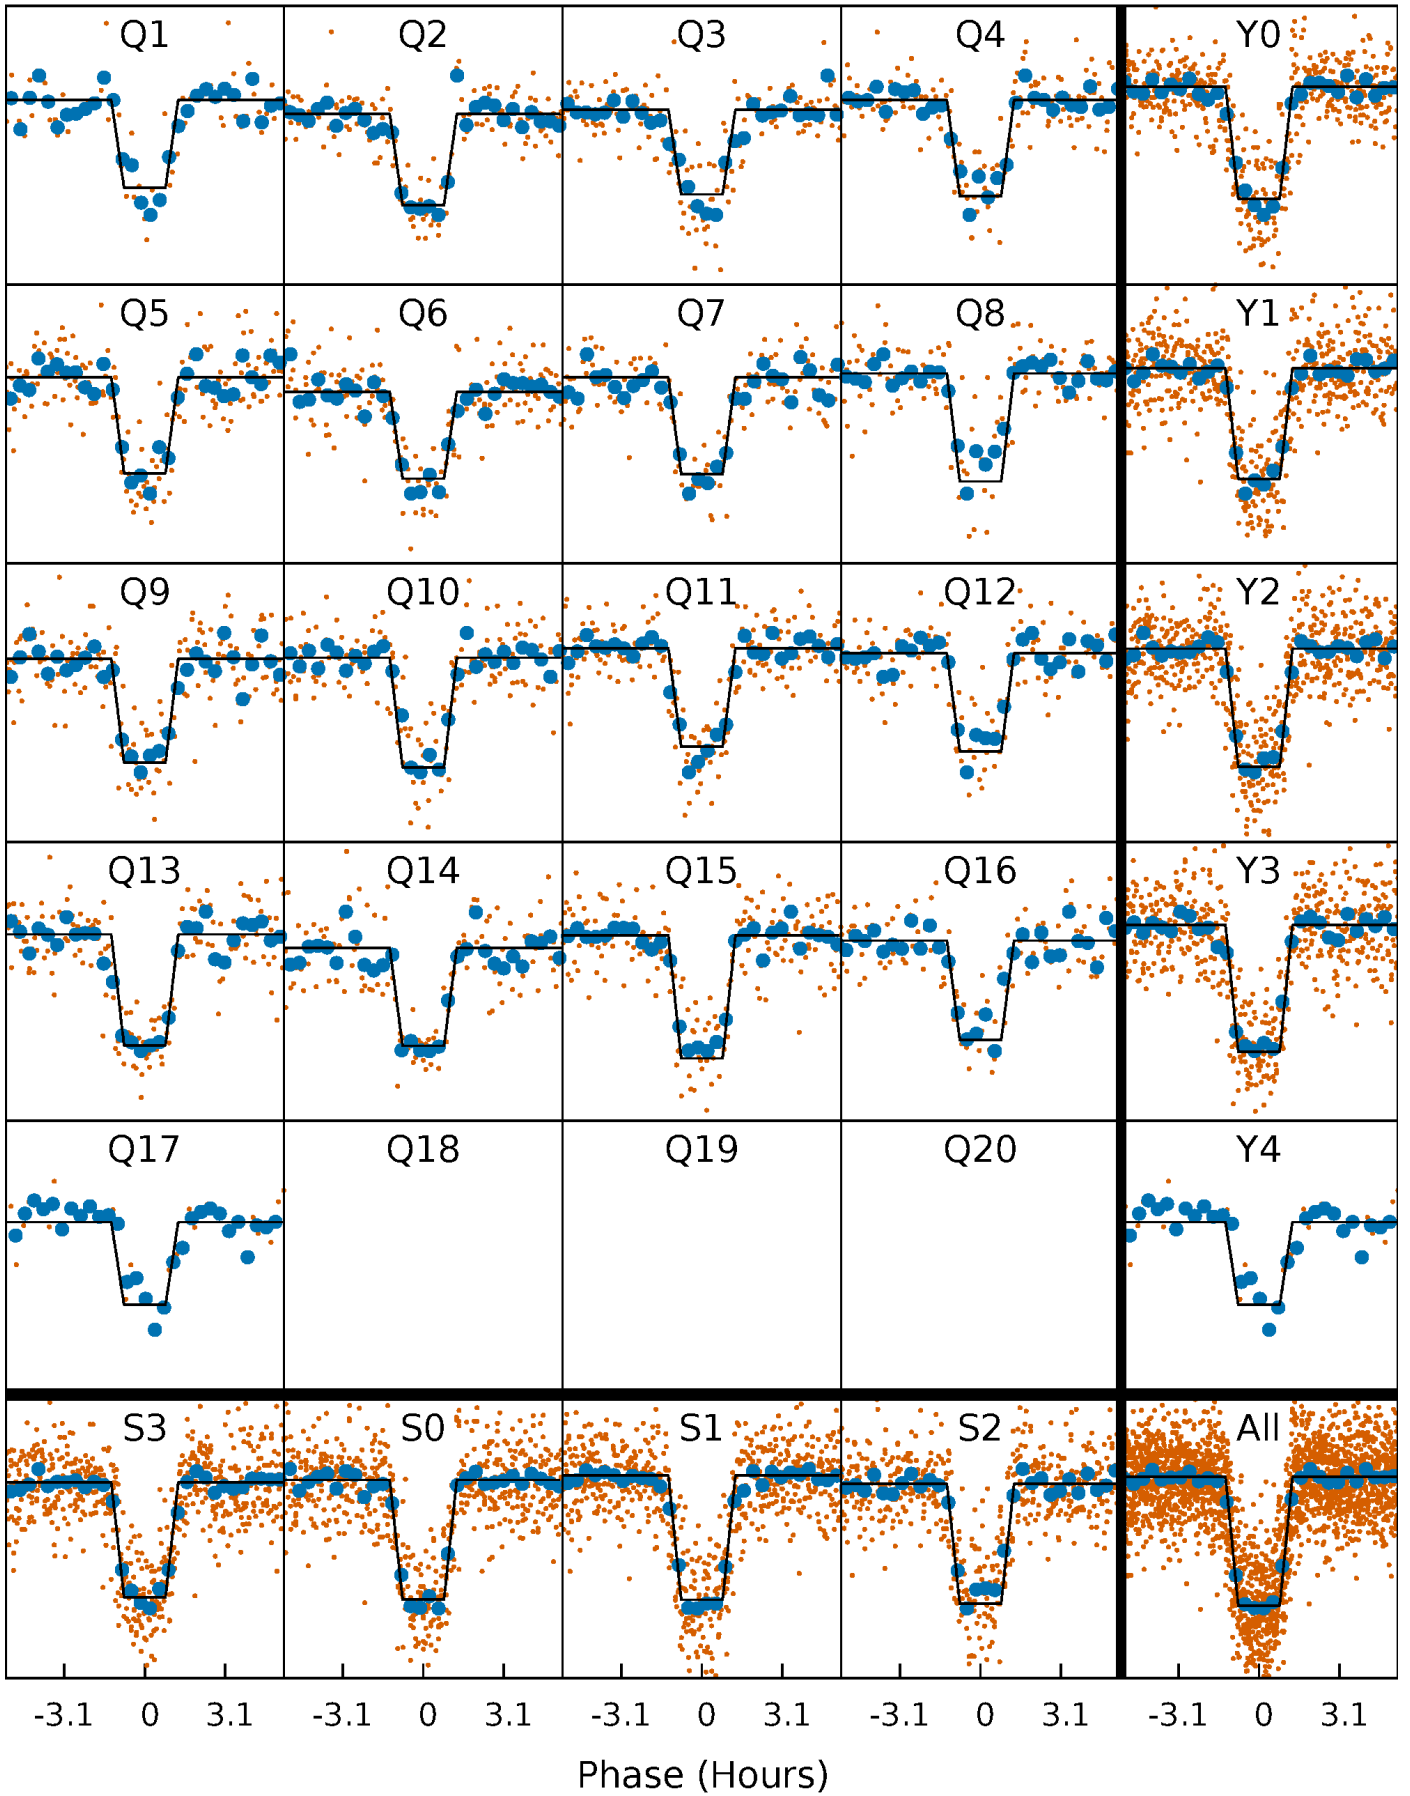 Q1 Q2 Q3 Q4 Y0
Q5 Q6 Q7 Q8 Y1
Q9 Q10 Q11 Q12 Y2
Q13 Q14 Q15 Q16 Y3
Q17 Q18 Q19 Q20 Y4
S3 S0 S1 S2 All
-3.1 0 3.1 -3.1 0 3.1 -3.1 0 3.1 -3.1 0 3.1 -3.1 0 3.1
Phase (Hours)